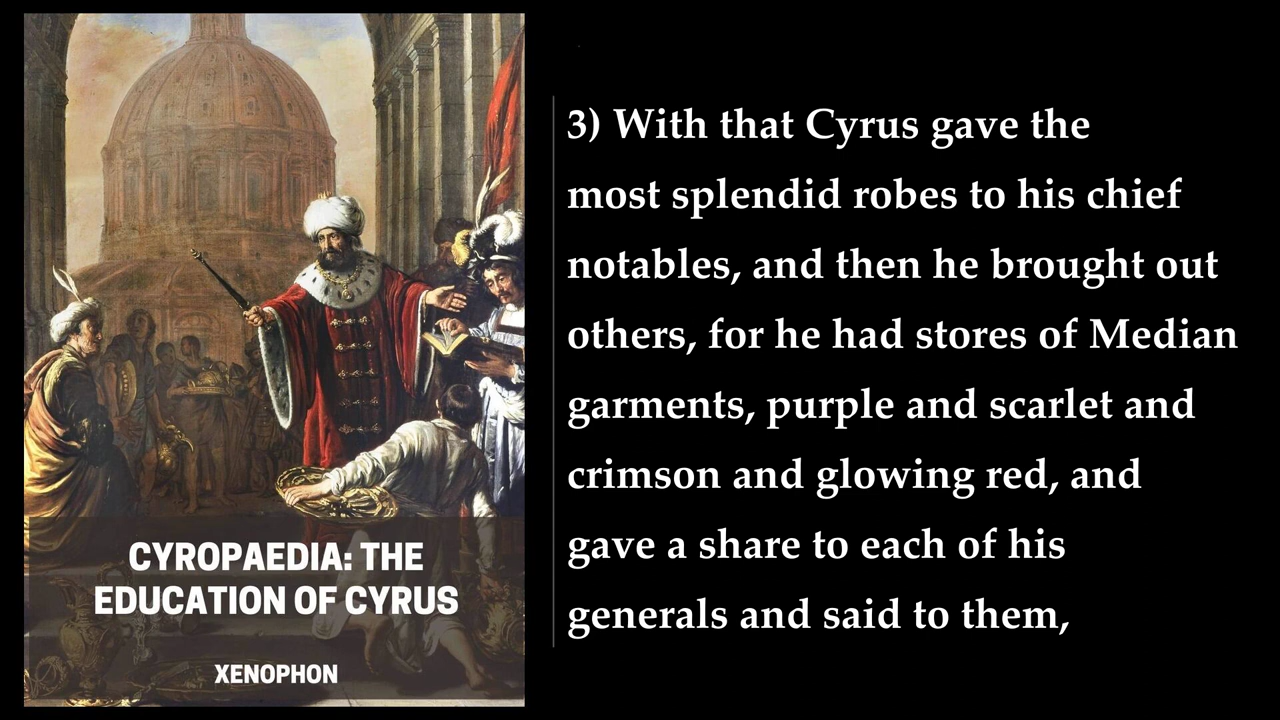 CYROPAEDIA: THE
EDUCATION OF CYRUS
XENOPHON
3) With that Cyrus gave the
most splendid robes to his chief
notables, and then he brought out
others, for he had stores of Median
garments, purple and scarlet and
crimson and glowing red, and
gave a share to each of his
generals and said to them,